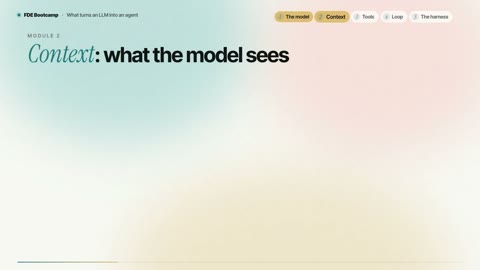 FDE Bootcamp · What turns an LLM into an agent
1 The model 2 Context 3 Tools 4 Loop 5 The harness
MODULE 2
Context: what the model sees